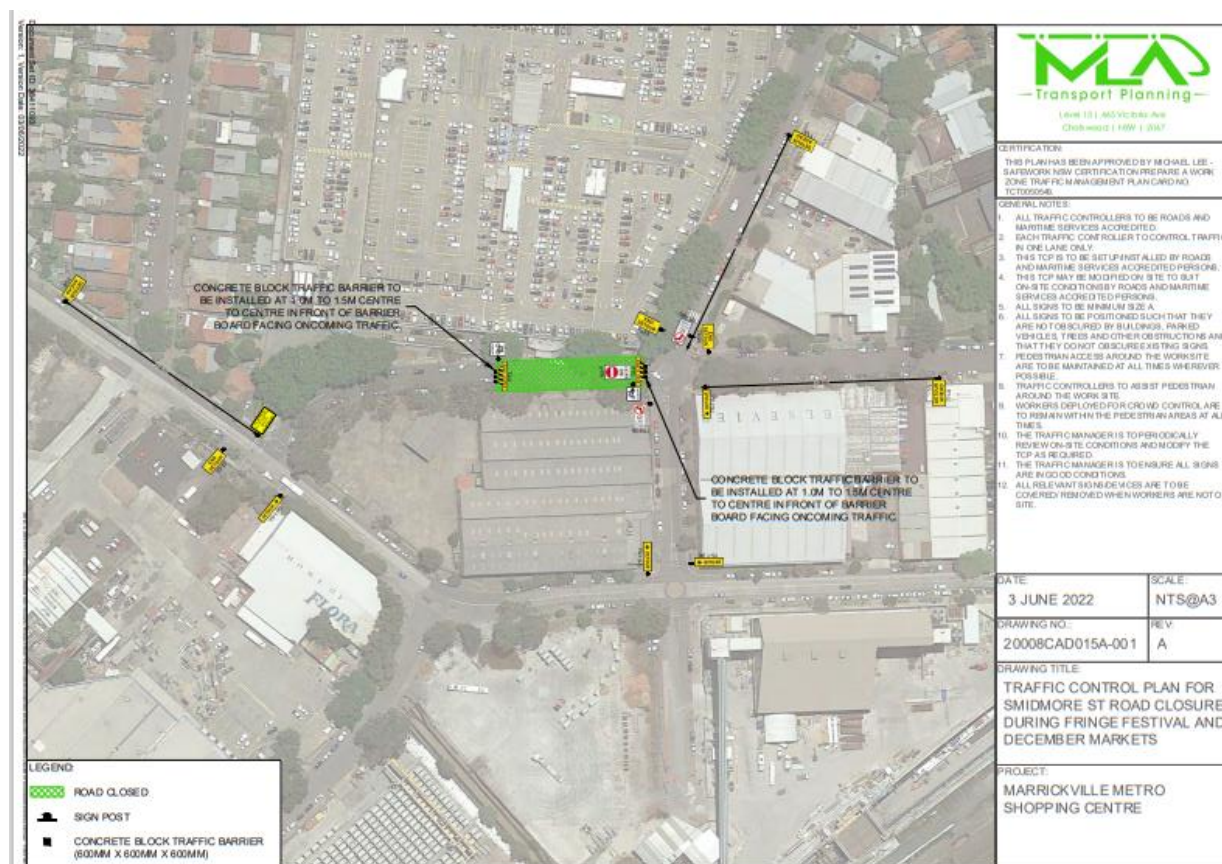 Version: 1, Version Date: 03/06/2022
CONCRETE BLOCK TRAFFIC BARRIER TO
BE INSTALLED AT 1.0M TO 1.5M CENTRE
TO CENTRE IN FRONT OF BARRIER
BOARD FACING ONCOMING TRAFFIC
CONCRETE BLOCK TRAFFIC BARRIER TO
BE INSTALLED AT 1.0M TO 1.5M CENTRE
TO CENTRE IN FRONT OF BARRIER
BOARD FACING ONCOMING TRAFFIC
FLORA
LEGEND:
ROAD CLOSED
SIGN POST
CONCRETE BLOCK TRAFFIC BARRIER
(600MM X 600MM X 600MM)
MLA
Transport Planning
CERTIFICATION:
THIS PLAN HAS BEEN APPROVED BY MICHAEL LEE -
SAFEWORK NSW CERTIFICATION PREPARE A WORK
ZONE TRAFFIC MANAGEMENT PLAN CARD NO.
GENERAL NOTES:
1. ALL TRAFFIC CONTROLLERS TO BE ROADS AND
MARITIME SERVICES ACCREDITED.
2. EACH TRAFFIC CONTROLLER TO CONTROL TRAFFIC
IN ONE LANE ONLY.
3. THIS TCP IS TO BE SETUP/INSTALLED BY ROADS
AND MARITIME SERVICES ACCREDITED PERSONS.
4. THIS TCP MAY BE MODIFIED ON SITE TO SUIT
ON-SITE CONDITIONS BY ROADS AND MARITIME
SERVICES ACCREDITED PERSONS.
5. ALL SIGNS TO BE MINIMUM SIZE A.
6. ALL SIGNS TO BE POSITIONED SUCH THAT THEY
ARE NOT OBSCURED BY BUILDINGS, PARKED
VEHICLES, TREES AND OTHER OBSTRUCTIONS AND
THAT THEY DO NOT OBSCURE EXISTING SIGNS.
7. PEDESTRIAN ACCESS AROUND THE WORKSITE
ARE TO BE MAINTAINED AT ALL TIMES WHEREVER
POSSIBLE.
8. TRAFFIC CONTROLLERS TO ASSIST PEDESTRIAN
AROUND THE WORK SITE.
9. WORKERS DEPLOYED FOR CROWD CONTROL ARE
TO REMAIN WITHIN THE PEDESTRIAN AREAS AT ALL
TIMES.
10. THE TRAFFIC MANAGER IS TO PERIODICALLY
REVIEW ON-SITE CONDITIONS AND MODIFY THE
TCP AS REQUIRED.
11. THE TRAFFIC MANAGER IS TO ENSURE ALL SIGNS
ARE IN GOOD CONDITIONS.
12. ALL RELEVANT SIGNS/DEVICES ARE TO BE
COVERED/REMOVED WHEN WORKERS ARE NOT O
SITE.
DATE: SCALE:
3 JUNE 2022 NTS@A3
DRAWING NO.: REV:
20008CAD015A-001 A
DRAWING TITLE:
TRAFFIC CONTROL PLAN FOR
SMIDMORE ST ROAD CLOSURE
DURING FRINGE FESTIVAL AND
DECEMBER MARKETS
PROJECT:
MARRICKVILLE METRO
SHOPPING CENTRE